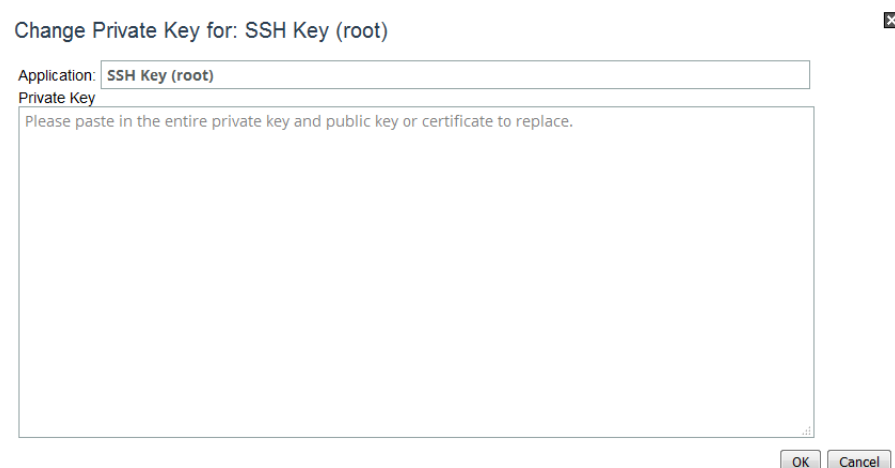 Change Private Key for: SSH Key (root)
Application: SSH Key (root)
Private Key
Please paste in the entire private key and public key or certificate to replace.
OK Cancel